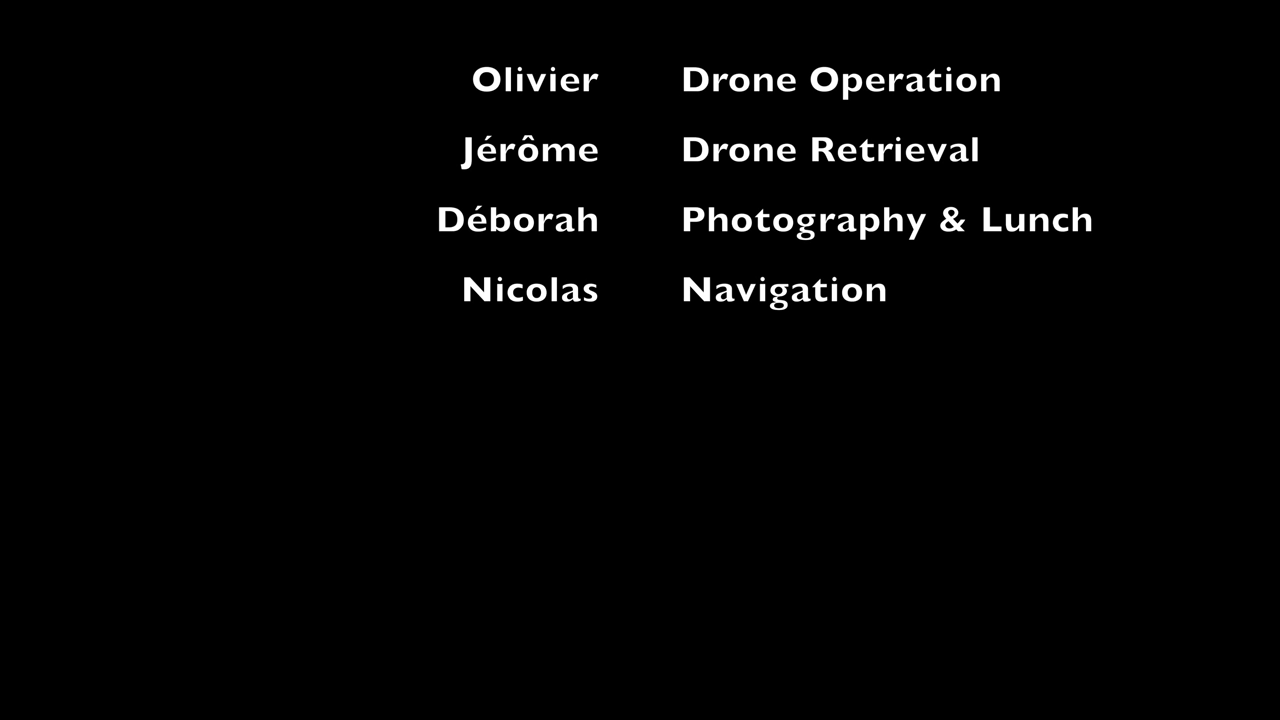 Olivier Drone Operation
Jérôme Drone Retrieval
Déborah Photography & Lunch
Nicolas Navigation